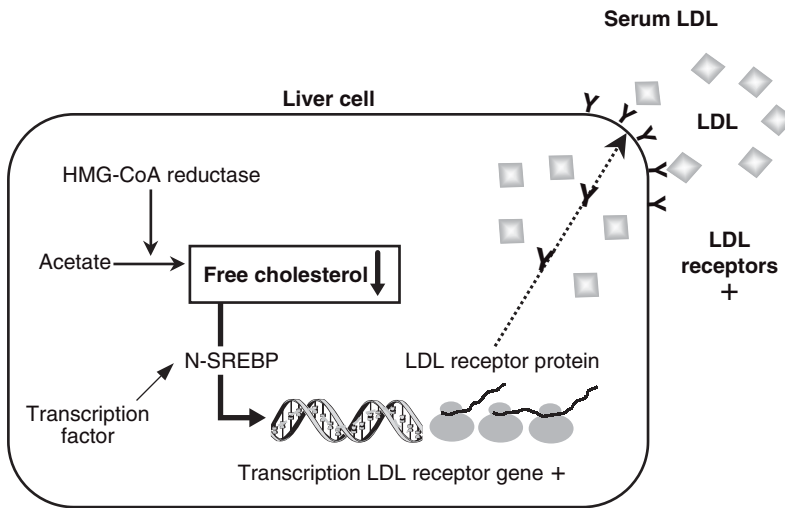 Serum LDL
Liver cell
LDL
HMG-CoA reductase
Acetate
Free cholesterol
LDL
receptors
+
N-SREBP
LDL receptor protein
Transcription
factor
Transcription LDL receptor gene +